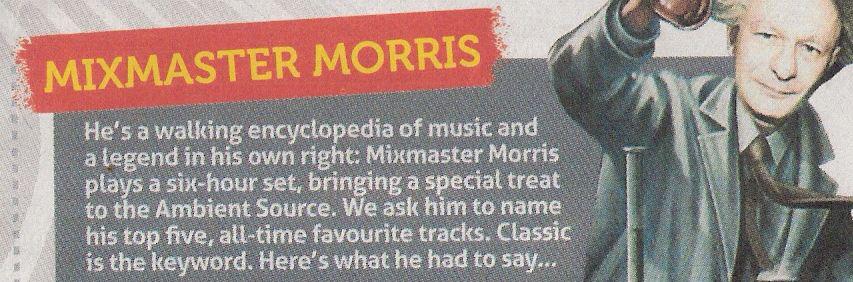 MIXMASTER MORRIS
He's a walking encyclopedia of music and
a legend in his own right: Mixmaster Morris
plays a six-hour set, bringing a special treat
to the Ambient Source. We ask him to name
his top five, all-time favourite tracks. Classic
is the keyword. Here's what he had to say...